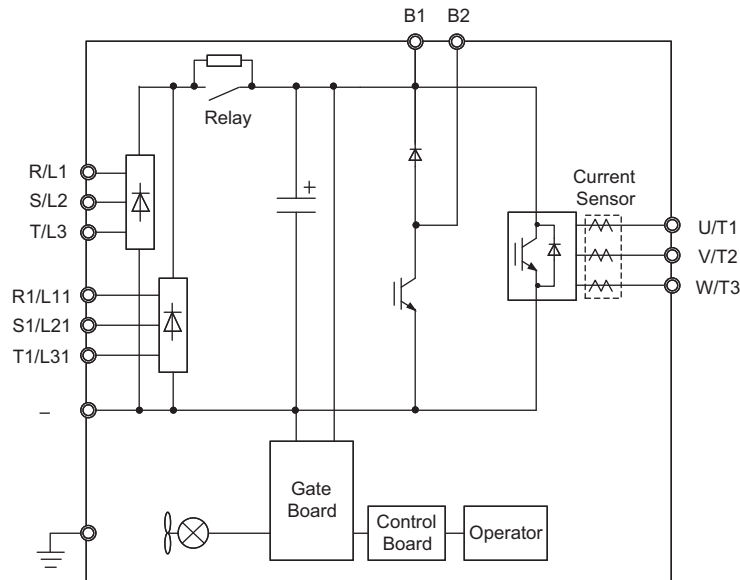 B1 B2
Relay
+
R/L1
S/L2
T/L3
Current
Sensor
U/T1
V/T2
W/T3
R1/L11
S1/L21
T1/L31
–
Gate
Board
Control
Board
Operator